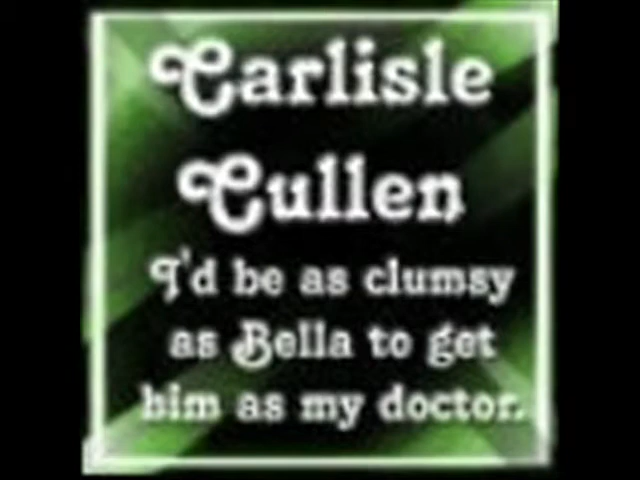 Carlisle
Cullen
I'd be as clumsy
as Bella to get
him as my doctor.